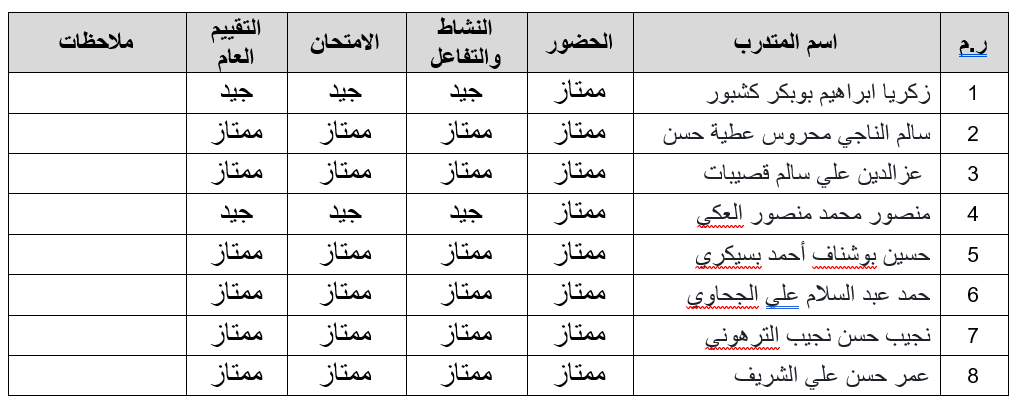 ر.م اسم المتدرب الحضور النشاط والتفاعل الامتحان التقييم العام ملاحظات
1 زكريا ابراهيم بوبكر كشبور ممتاز جيد جيد جيد
2 سالم الناجي محروس عطية حسن ممتاز ممتاز ممتاز ممتاز
3 عزالدين علي سالم قصيبات ممتاز ممتاز ممتاز ممتاز
4 منصور محمد منصور العكي ممتاز جيد جيد جيد
5 حسين بوشناف أحمد بسيكري ممتاز ممتاز ممتاز ممتاز
6 حمد عبد السلام علي الجحاوي ممتاز ممتاز ممتاز ممتاز
7 نجيب حسن نجيب الترهوني ممتاز ممتاز ممتاز ممتاز
8 عمر حسن علي الشريف ممتاز ممتاز ممتاز ممتاز